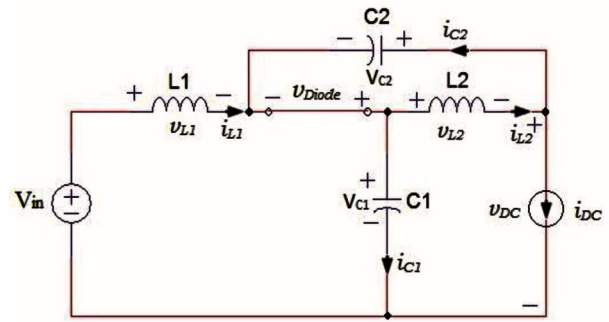 C2
iC2
− +
VC2
L1
+ −
vL1
iL1
vDiode
− +
L2
+ −
vL2
iL2
+
Vin
+
−
+
VC1
−
C1
iC1
vDC
iDC
−